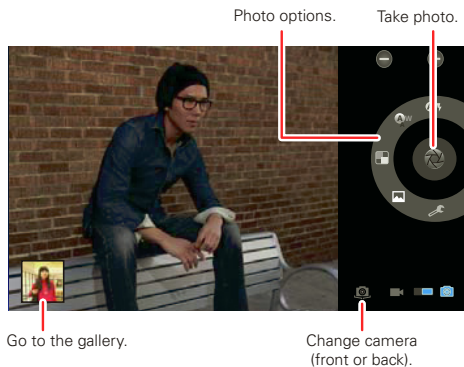 Photo options.
Take photo.
Go to the gallery.
Change camera
(front or back).